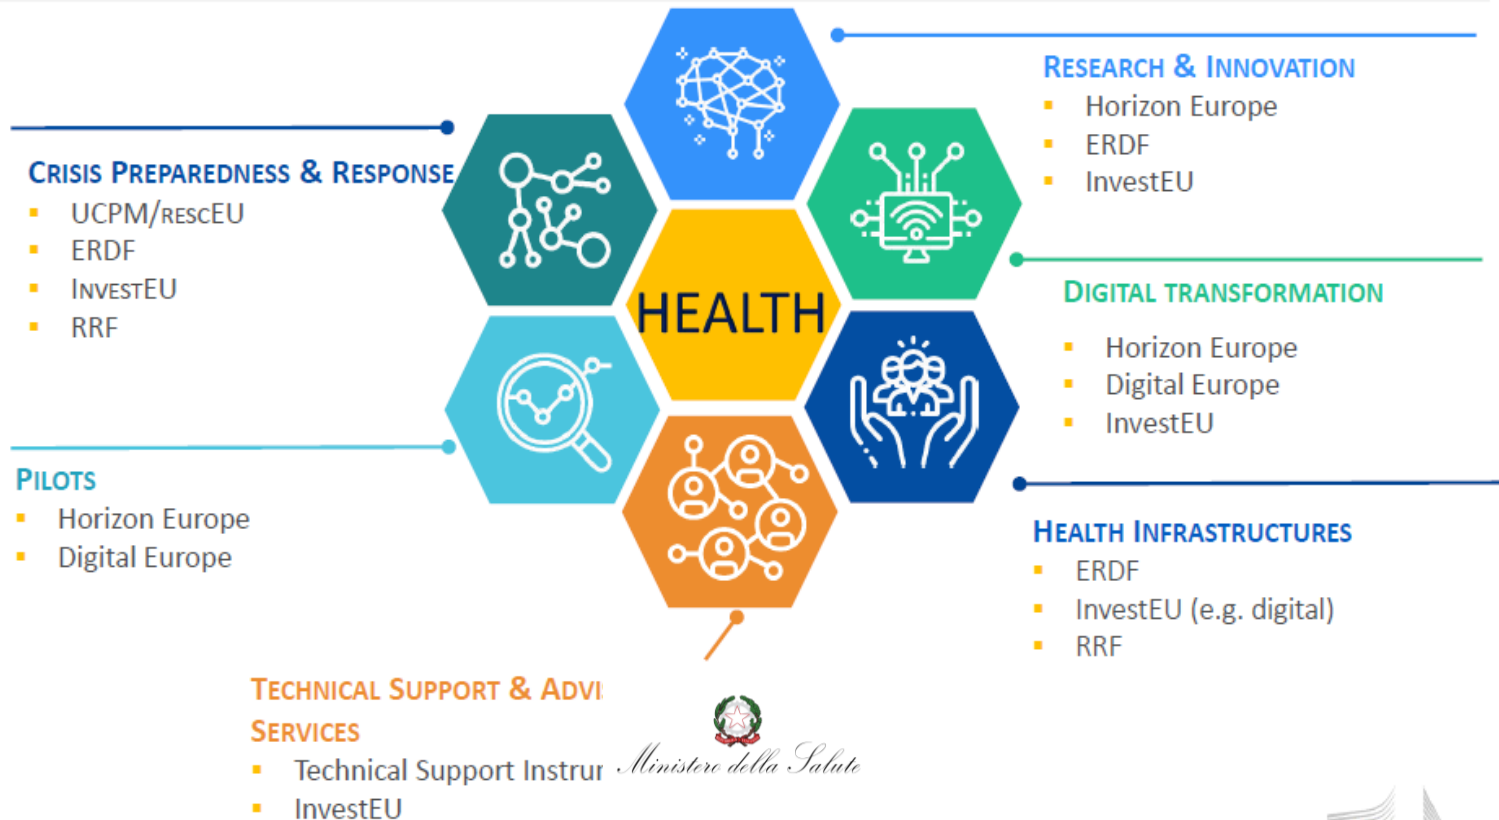 RESEARCH & INNOVATION
Horizon Europe
ERDF
InvestEU
CRISIS PREPAREDNESS & RESPONSE
UCPM/RESCEU
ERDF
INVESTEU
RRF
HEALTH
DIGITAL TRANSFORMATION
Horizon Europe
Digital Europe
InvestEU
PILOTS
Horizon Europe
Digital Europe
HEALTH INFRASTRUCTURES
ERDF
InvestEU (e.g. digital)
RRF
TECHNICAL SUPPORT &
SERVICES
Technical Support
InvestEU
Ministero della Salute